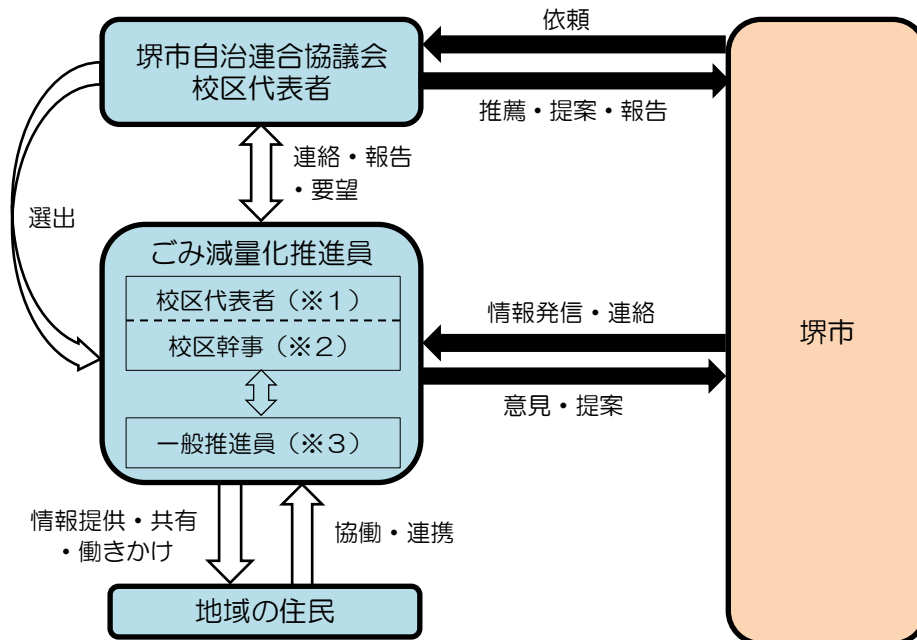 依頼
堺市自治連合協議会
校区代表者
推薦・提案・報告
連絡・報告
・要望
選出
ごみ減量化推進員
校区代表者（※１）
校区幹事（※２）
一般推進員（※３）
情報発信・連絡
意見・提案
堺市
情報提供・共有
・働きかけ
協働・連携
地域の住民